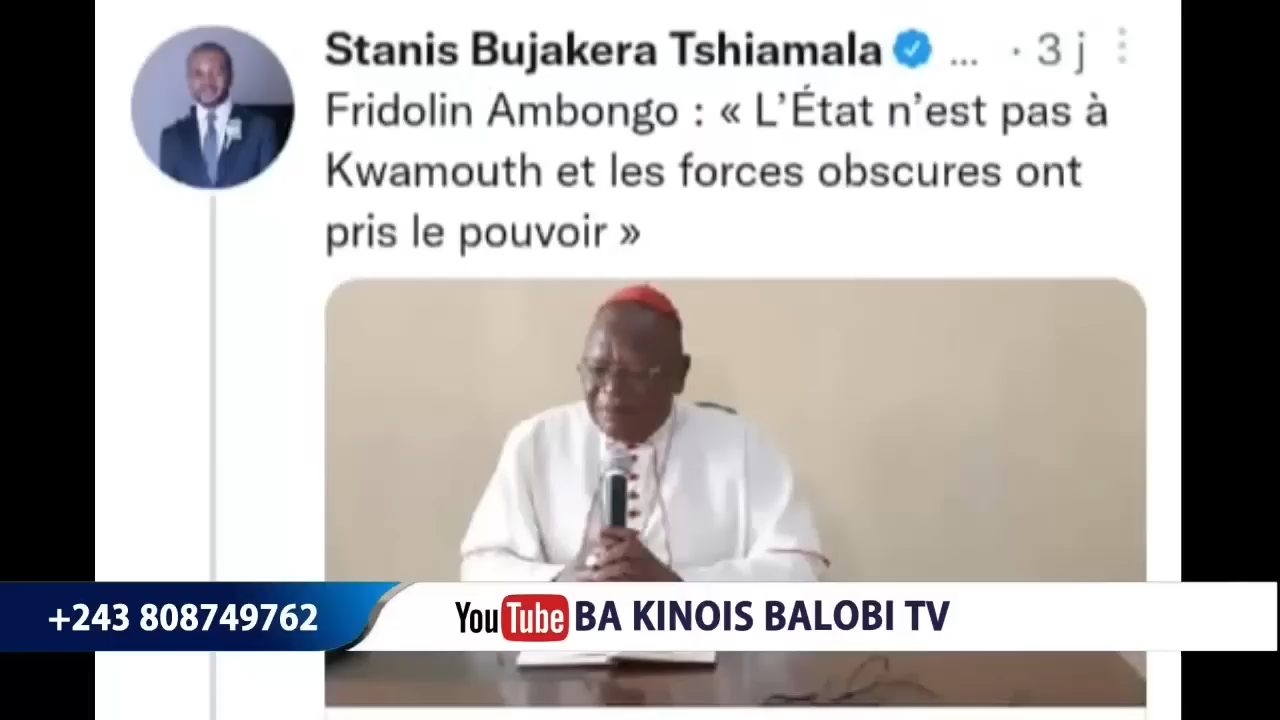 Stanis Bujakera Tshiamala ... · 3 j
Fridolin Ambongo : « L’État n’est pas à
Kwamouth et les forces obscures ont
pris le pouvoir »
+243 808749762
YouTube BA KINOIS BALOBI TV